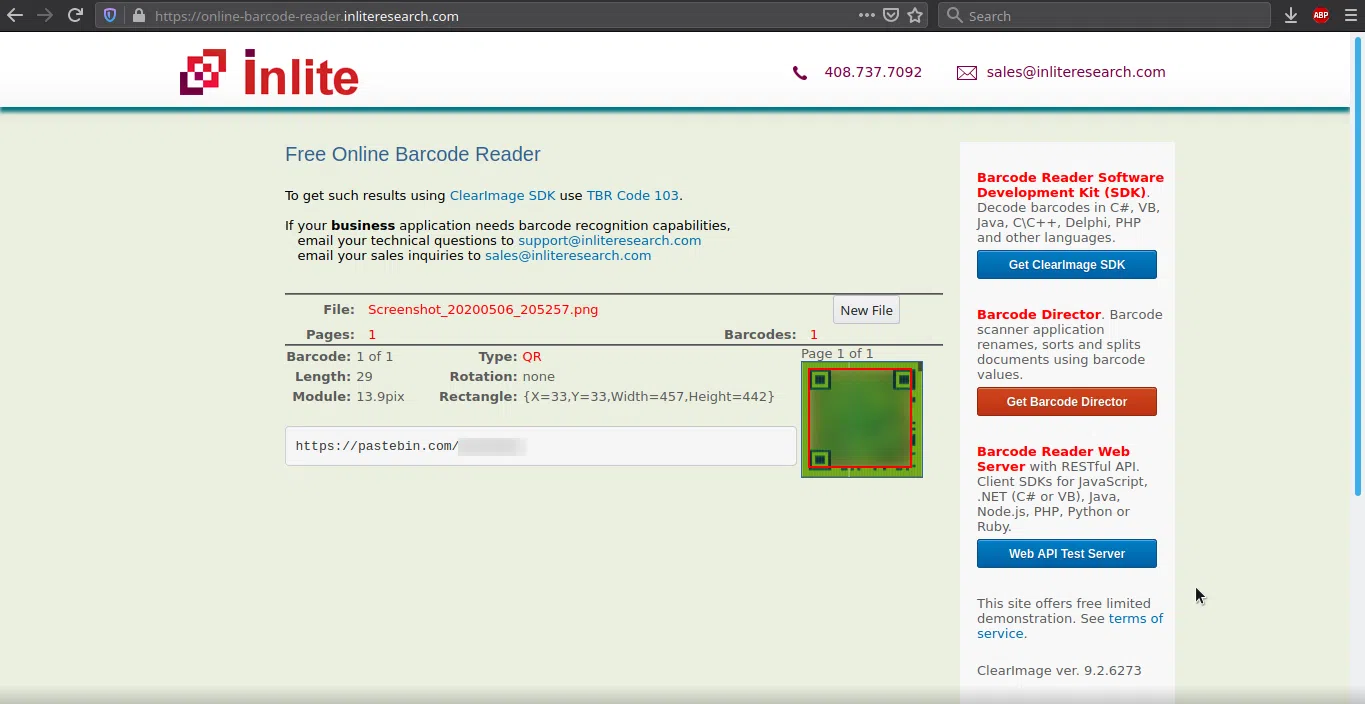 https://online-barcode-reader.inliteresearch.com
Search
ABP
inlite
408.737.7092
sales@inliteresearch.com
Free Online Barcode Reader
To get such results using ClearImage SDK use TBR Code 103.
If your business application needs barcode recognition capabilities,
email your technical questions to support@inliteresearch.com
email your sales inquiries to sales@inliteresearch.com
File: Screenshot_20200506_205257.png
New File
Pages: 1
Barcodes: 1
Barcode: 1 of 1
Type: QR
Length: 29
Rotation: none
Module: 13.9pix
Rectangle: {X=33,Y=33,Width=457,Height=442}
Page 1 of 1
https://pastebin.com/
Barcode Reader Software
Development Kit (SDK).
Decode barcodes in C#, VB,
Java, C\C++, Delphi, PHP
and other languages.
Get ClearImage SDK
Barcode Director. Barcode
scanner application
renames, sorts and splits
documents using barcode
values.
Get Barcode Director
Barcode Reader Web
Server with RESTful API.
Client SDKs for JavaScript,
.NET (C# or VB), Java,
Node.js, PHP, Python or
Ruby.
Web API Test Server
This site offers free limited
demonstration. See terms of
service.
ClearImage ver. 9.2.6273